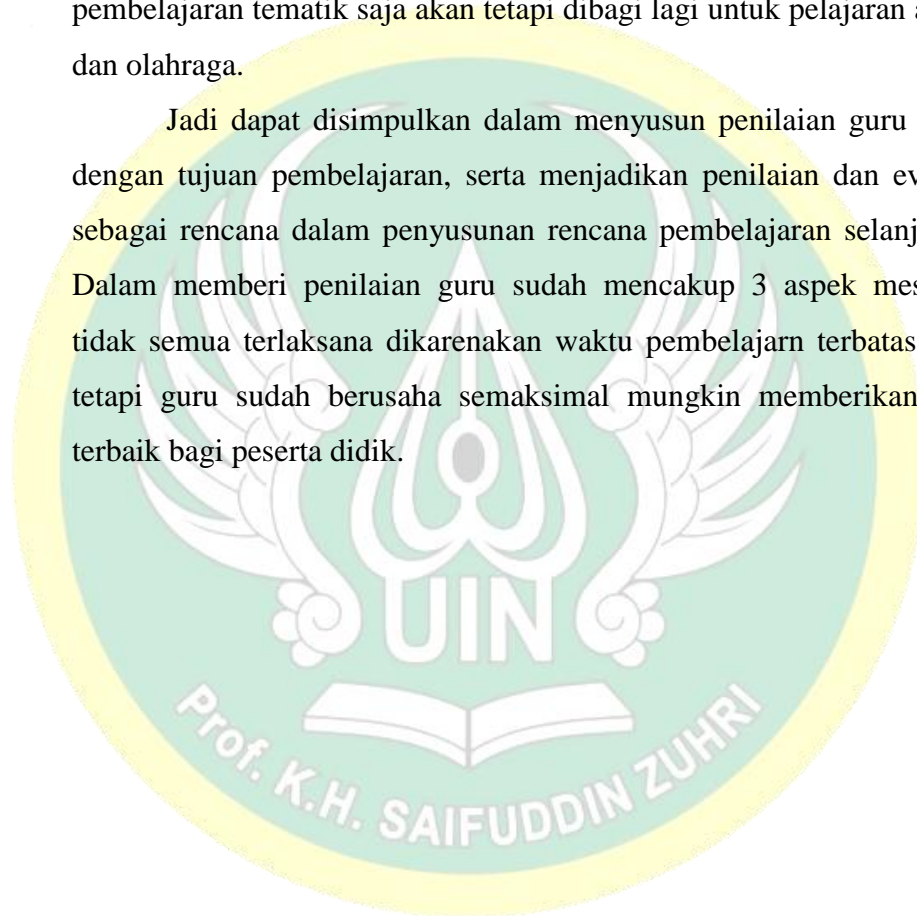 pembelajaran tematik saja akan tetapi dibagi lagi untuk pelajaran
dan olahraga.
Jadi dapat disimpulkan dalam menyusun penilaian guru
dengan tujuan pembelajaran, serta menjadikan penilaian dan
sebagai rencana dalam penyusunan rencana pembelajaran
Dalam memberi penilaian guru sudah mencakup 3 aspek
tidak semua terlaksana dikarenakan waktu pembelajarn terbatas
tetapi guru sudah berusaha semaksimal mungkin memberikan
terbaik bagi peserta didik.
UIN
Prof. K.H. SAIFUDDIN ZUHRI